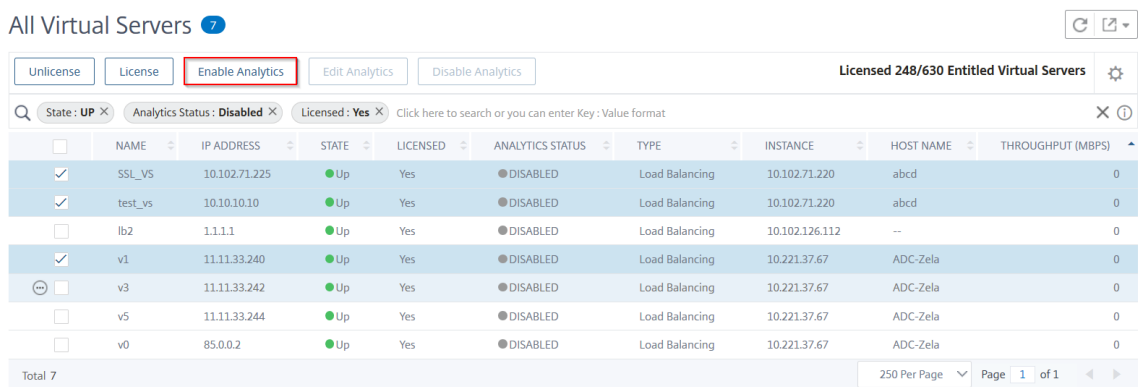 All Virtual Servers 7
Unlicense License Enable Analytics Edit Analytics Disable Analytics Licensed 248/630 Entitled Virtual Servers
State : UP × Analytics Status : Disabled × Licensed : Yes × Click here to search or you can enter Key : Value format
NAME IP ADDRESS STATE LICENSED ANALYTICS STATUS TYPE INSTANCE HOST NAME THROUGHPUT (MBPS)
SSL_VS 10.102.71.225 Up Yes DISABLED Load Balancing 10.102.71.220 abcd 0
test_vs 10.10.10.10 Up Yes DISABLED Load Balancing 10.102.71.220 abcd 0
lb2 1.1.1.1 Up Yes DISABLED Load Balancing 10.102.126.112 -- 0
v1 11.11.33.240 Up Yes DISABLED Load Balancing 10.221.37.67 ADC-Zela 0
v3 11.11.33.242 Up Yes DISABLED Load Balancing 10.221.37.67 ADC-Zela 0
v5 11.11.33.244 Up Yes DISABLED Load Balancing 10.221.37.67 ADC-Zela 0
v0 85.0.0.2 Up Yes DISABLED Load Balancing 10.221.37.67 ADC-Zela 0
Total 7 250 Per Page Page 1 of 1